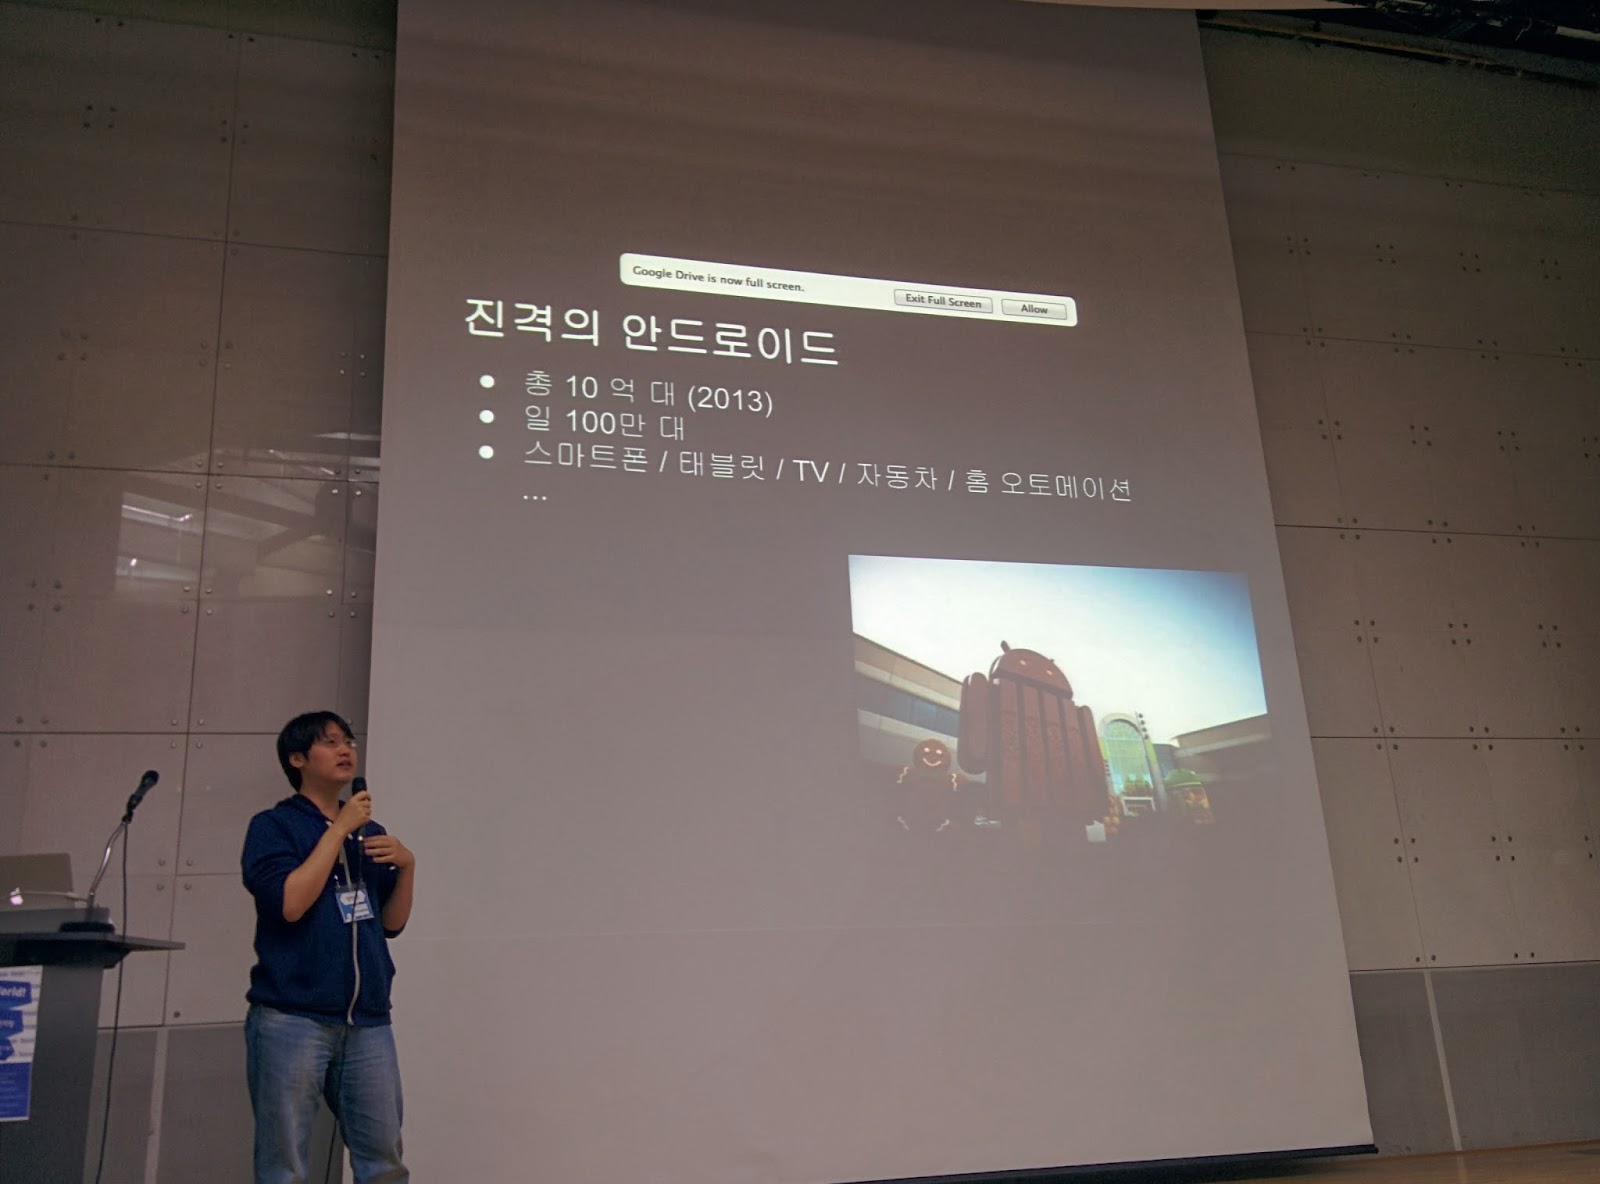 Google Drive is now full screen.
Exit Full Screen
Allow
진격의 안드로이드
● 총 10 억 대 (2013)
● 일 100만 대
● 스마트폰 / 태블릿 / TV / 자동차 / 홈 오토메이션
...